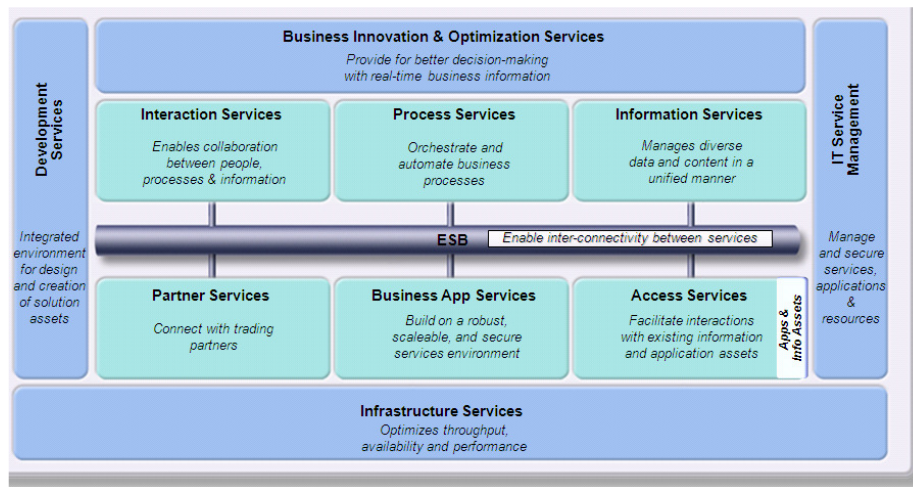 Business Innovation & Optimization Services
Provide for better decision-making
with real-time business information
Development
Services
Integrated
environment
for design
and creation
of solution
assets
Interaction Services
Enables collaboration
between people,
processes & information
Process Services
Orchestrate and
automate business
processes
Information Services
Manages diverse
data and content in a
unified manner
IT Service
Management
Manage
and secure
services,
applications
&
resources
ESB
Enable inter-connectivity between services
Partner Services
Connect with trading
partners
Business App Services
Build on a robust,
scaleable, and secure
services environment
Access Services
Facilitate interactions
with existing information
and application assets
Apps &
Info Assets
Infrastructure Services
Optimizes throughput,
availability and performance